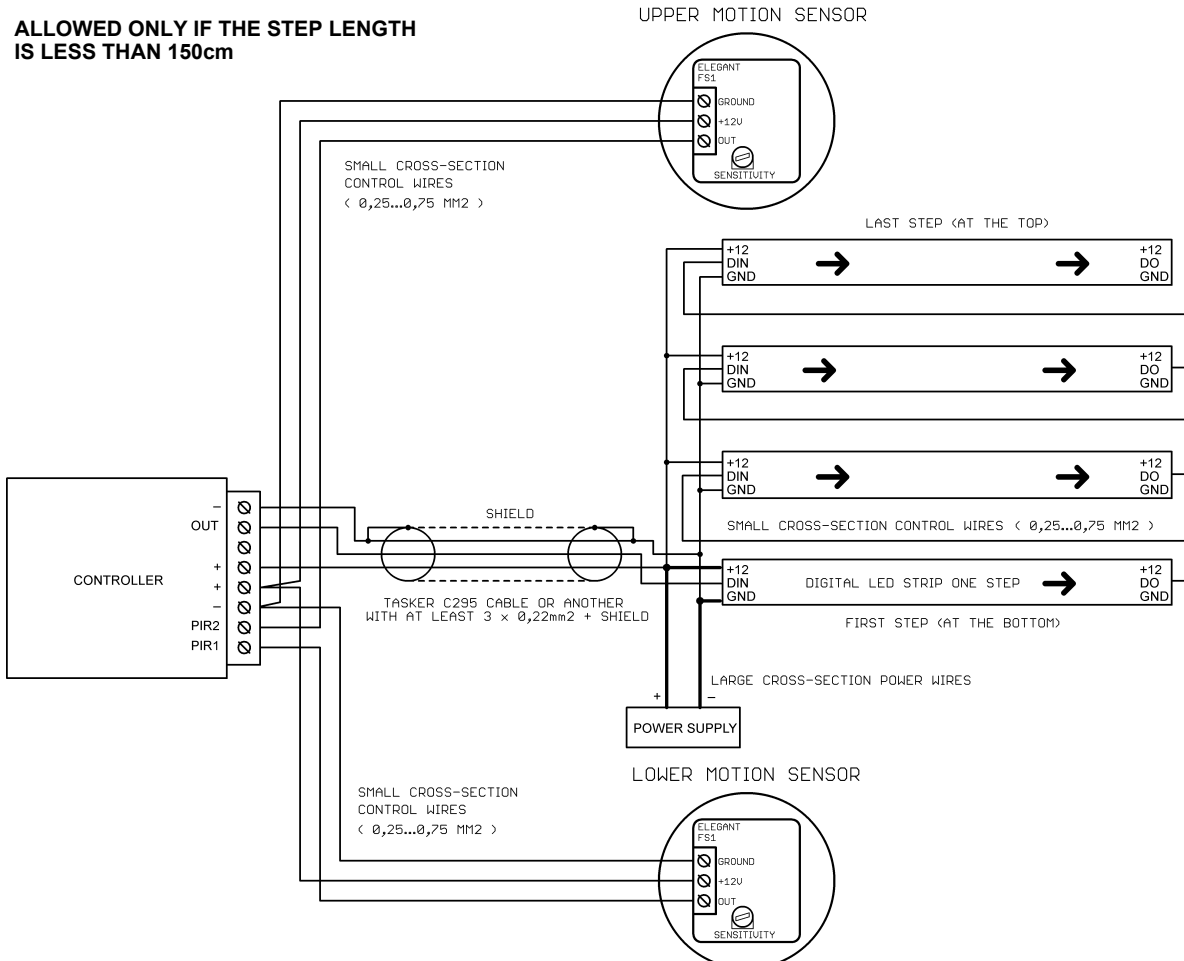 ALLOWED ONLY IF THE STEP LENGTH
IS LESS THAN 150cm
UPPER MOTION SENSOR
ELEGANT
FS1
GROUND
+12V
OUT
SENSITIVITY
SMALL CROSS-SECTION
CONTROL WIRES
( 0,25...0,75 MM2 )
LAST STEP (AT THE TOP)
+12
DIN
GND
+12
DO
GND
+12
DIN
GND
+12
DO
GND
+12
DIN
GND
+12
DO
GND
SMALL CROSS-SECTION CONTROL WIRES ( 0,25...0,75 MM2 )
+12
DIN
GND
DIGITAL LED STRIP ONE STEP
+12
DO
GND
FIRST STEP (AT THE BOTTOM)
CONTROLLER
–
OUT
+
+
–
PIR2
PIR1
SHIELD
TASKER C295 CABLE OR ANOTHER
WITH AT LEAST 3 x 0,22mm2 + SHIELD
LARGE CROSS-SECTION POWER WIRES
+ –
POWER SUPPLY
LOWER MOTION SENSOR
SMALL CROSS-SECTION
CONTROL WIRES
( 0,25...0,75 MM2 )
ELEGANT
FS1
GROUND
+12V
OUT
SENSITIVITY